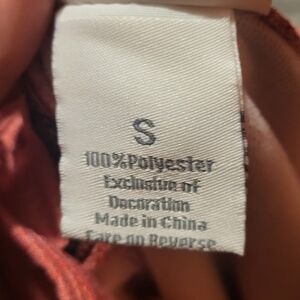 S
100%Polyester
Exclusive of
Decoration
Made in China
Care on Reverse